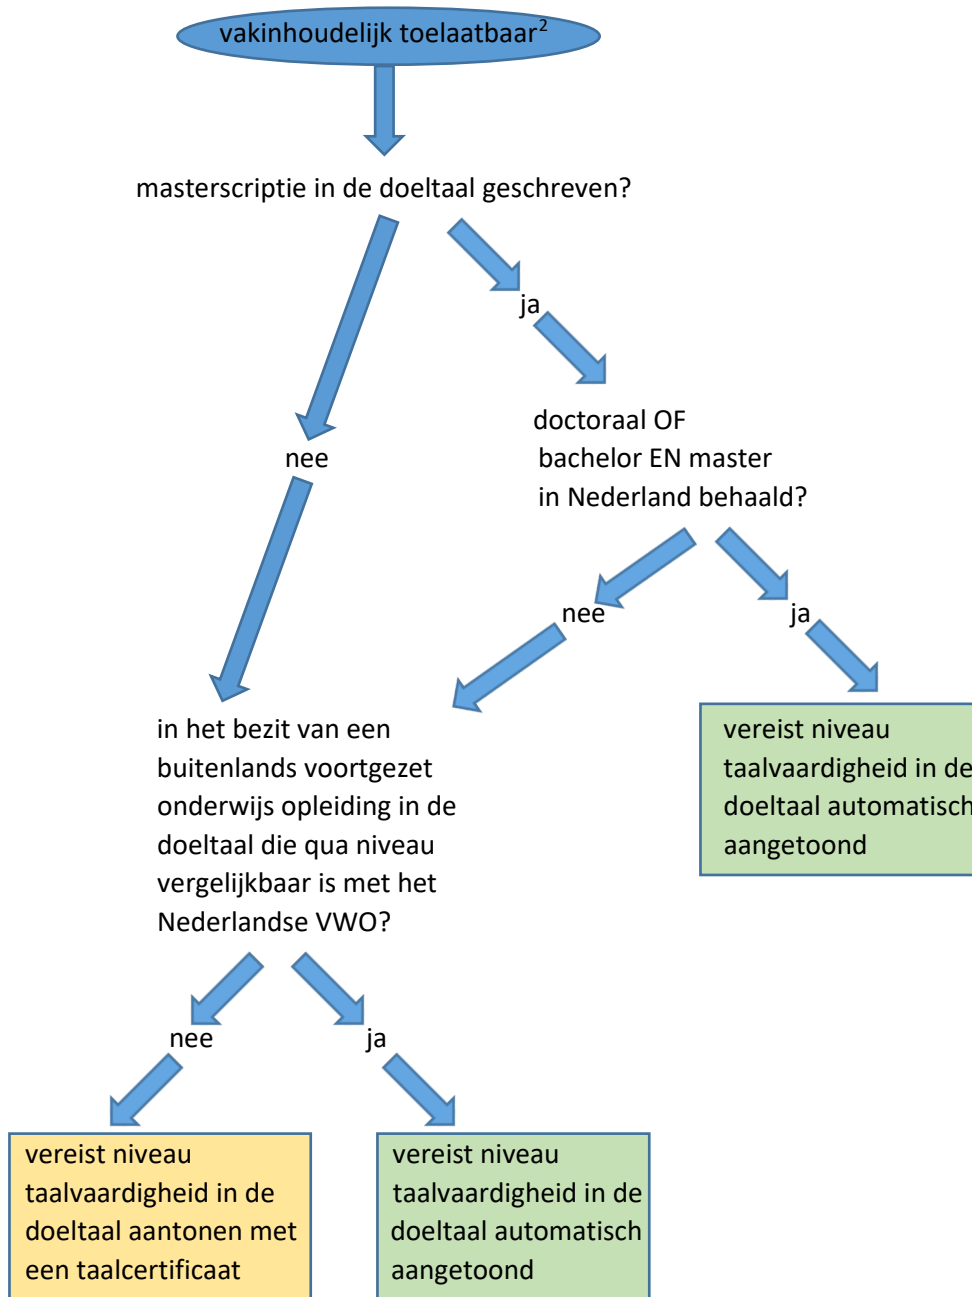 vakinhoudelijk toelaatbaar²
masterscriptie in de doeltaal geschreven?
ja
doctoraal OF
bachelor EN master
in Nederland behaald?
nee
nee
ja
in het bezit van een
buitenlands voortgezet
onderwijs opleiding in de
doeltaal die qua niveau
vergelijkbaar is met het
Nederlandse VWO?
vereist niveau
taalvaardigheid in de
doeltaal automatisch
aangetoond
nee
ja
vereist niveau
taalvaardigheid in de
doeltaal aantonen met
een taalcertificaat
vereist niveau
taalvaardigheid in de
doeltaal automatisch
aangetoond